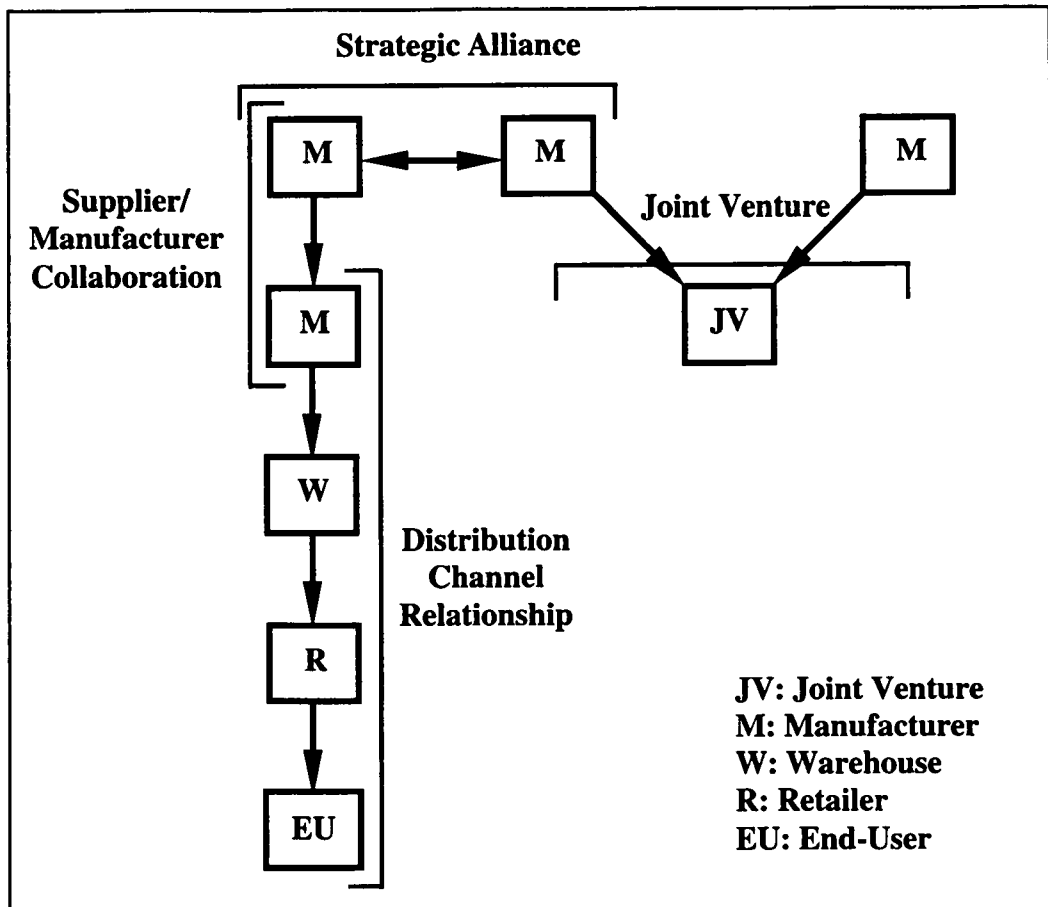 Strategic Alliance
M
M
M
Supplier/
Manufacturer
Collaboration
Joint Venture
M
JV
W
Distribution
Channel
Relationship
R
EU
JV: Joint Venture
M: Manufacturer
W: Warehouse
R: Retailer
EU: End-User